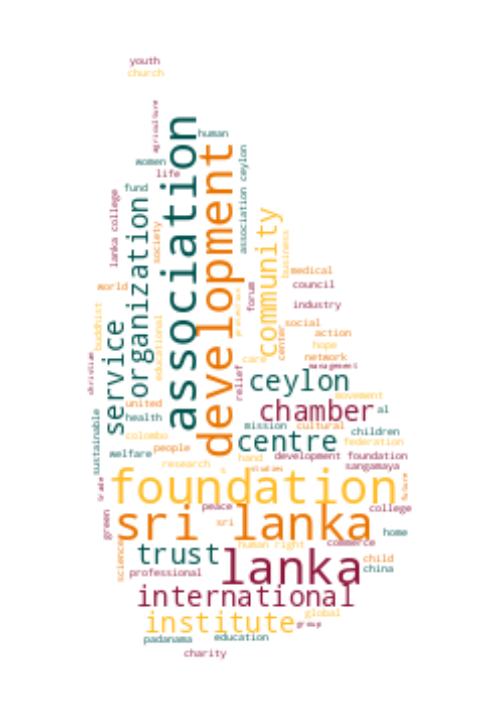 youth
church
agriculture
human
women
life
association
development
association ceylon
fund
lanka college
organization
society
community
business
medical
council
world
forum
industry
buddhist
service
educational
social
action
center
hope
network
care
management
christian
relief
ceylon
movement
united
chamber
al
health
sustainable
mission
cultural
children
colombo
centre
federation
people
welfare
hand
development foundation
research
sangamaya
studies
foundation
trade
future
peace
college
sri lanka
green
sri
home
science
trust
human right
commerce
lanka
child
china
professional
international
global
institute
group
padanama
education
charity